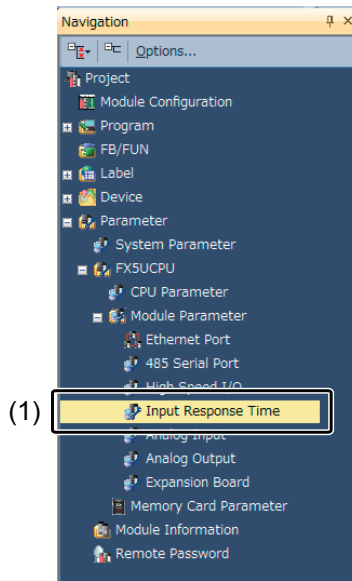 Navigation
Options...
Project
Module Configuration
Program
FB/FUN
Label
Device
Parameter
System Parameter
FX5UCPU
CPU Parameter
Module Parameter
Ethernet Port
485 Serial Port
High Speed I/O
(1)
Input Response Time
Analog Input
Analog Output
Expansion Board
Memory Card Parameter
Module Information
Remote Password